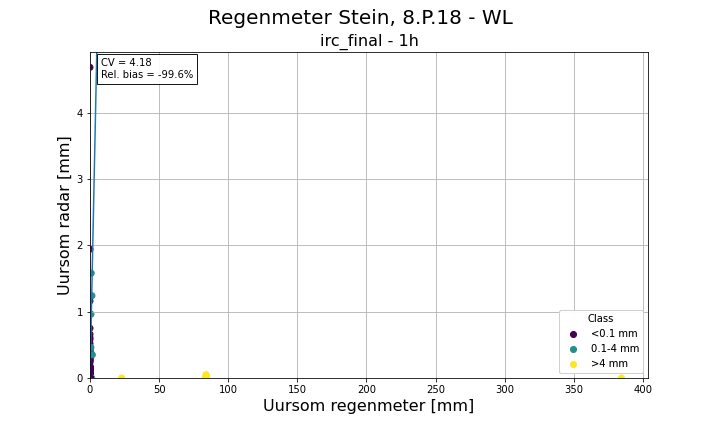 Regenmeter Stein, 8.P.18 - WL
irc_final - 1h
CV = 4.18
Rel. bias = -99.6%
Uursom radar [mm]
4
3
2
1
0
0 50 100 150 200 250 300 350 400
Uursom regenmeter [mm]
Class
<0.1 mm
0.1-4 mm
>4 mm